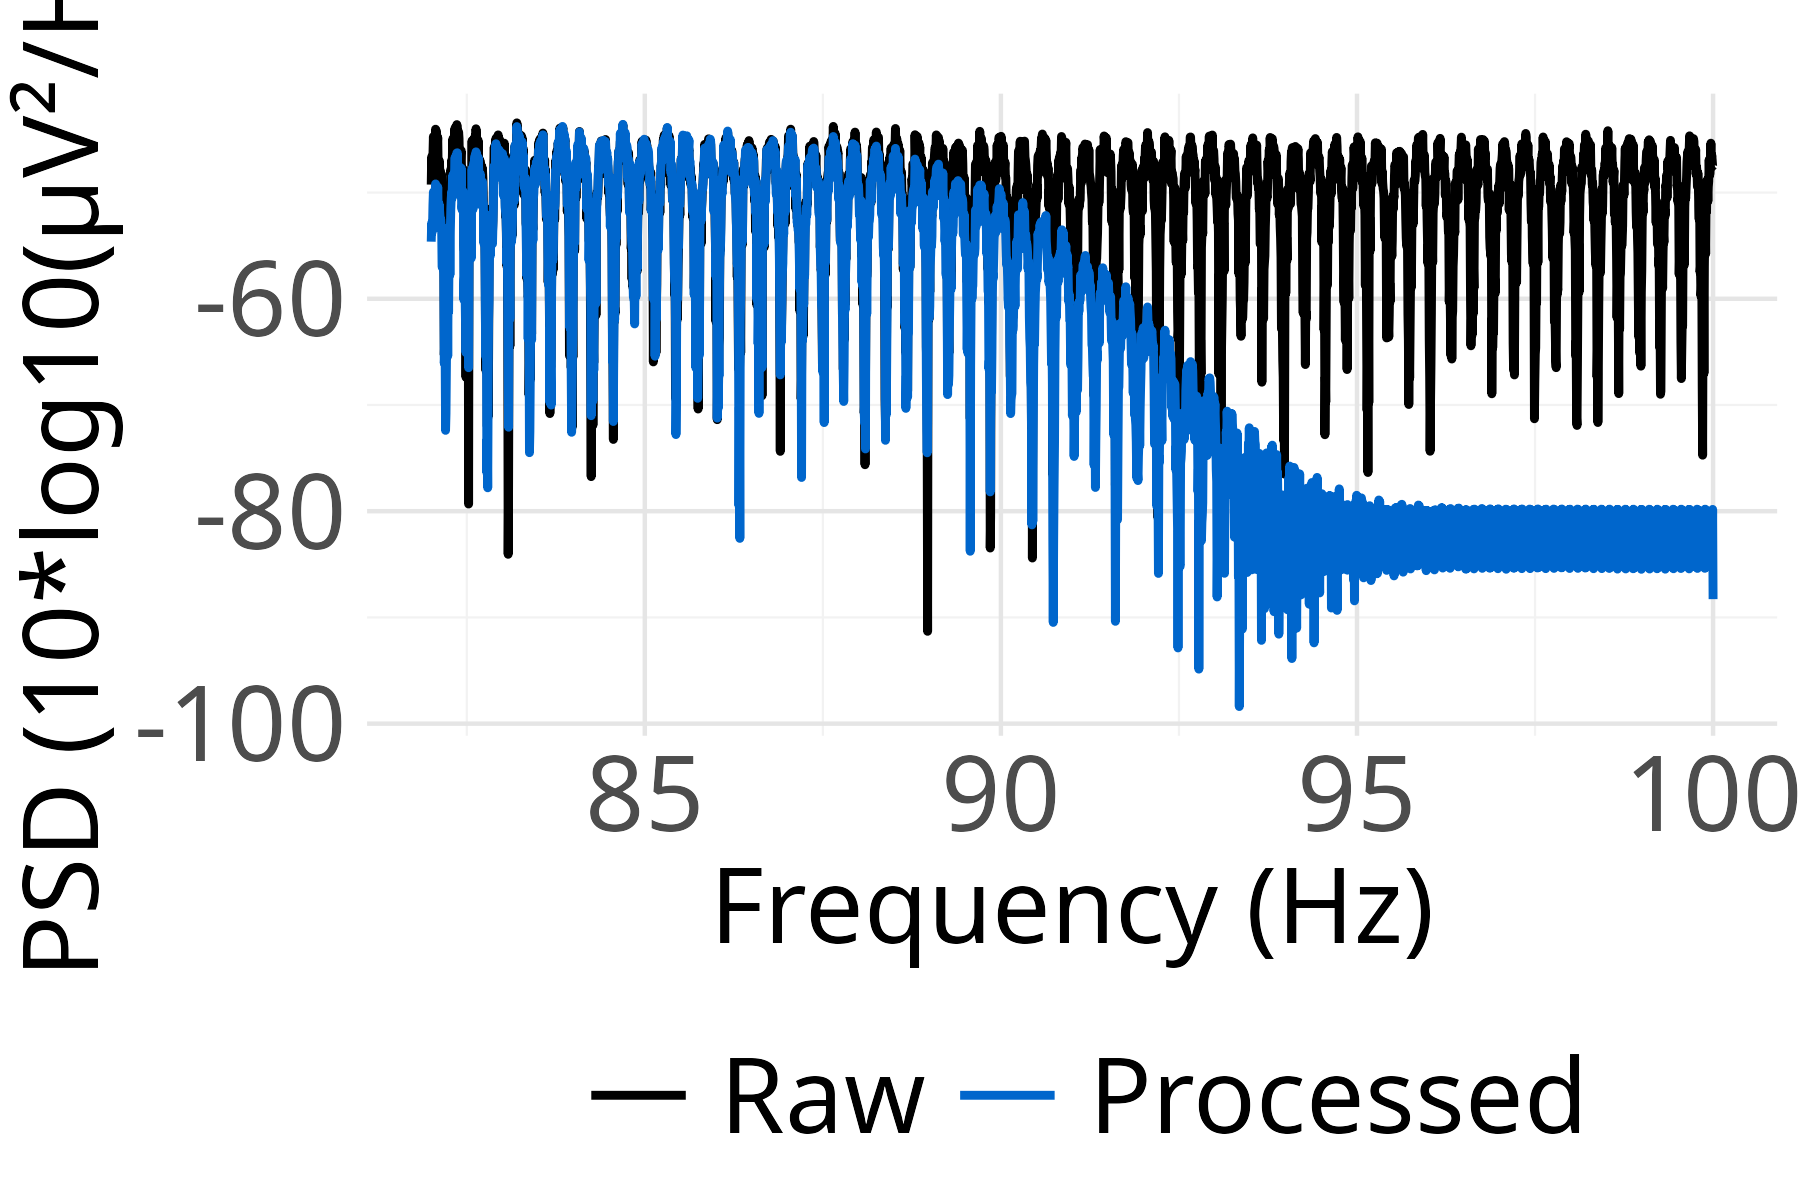 PSD (10*log10(μV²/H
-60
-80
-100
85 90 95 100
Frequency (Hz)
Raw Processed